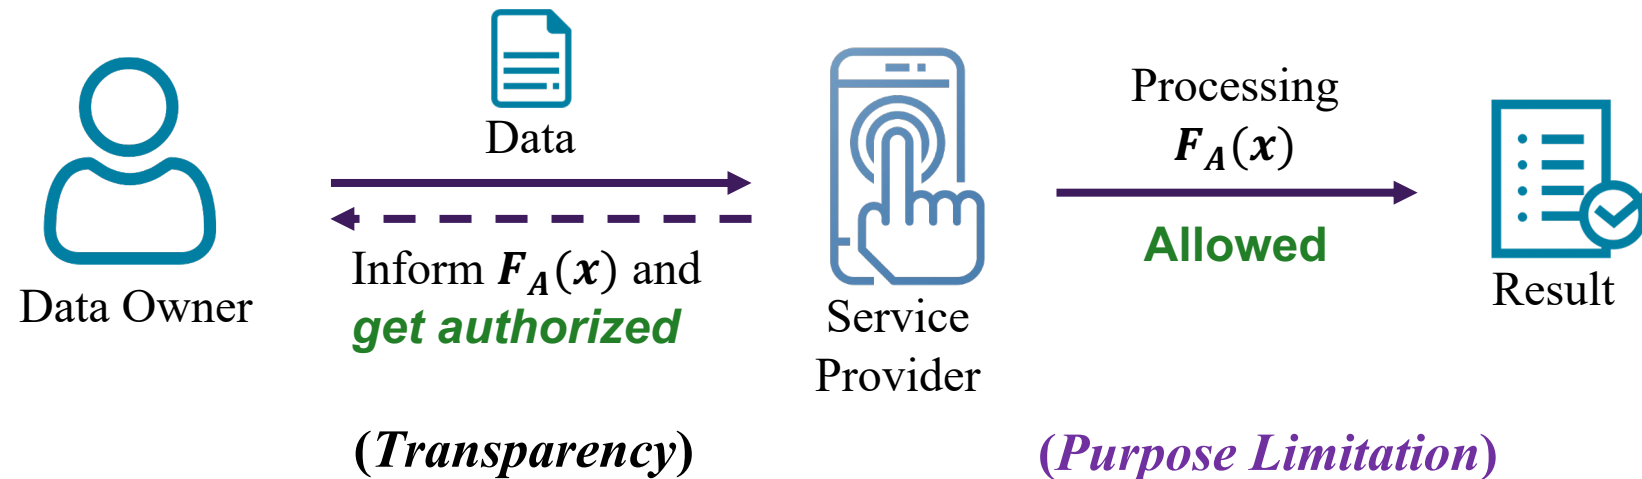 Data
Data Owner
Inform F_A(x) and
get authorized
(Transparency)
Service
Provider
Processing
F_A(x)
Allowed
Result
(Purpose Limitation)